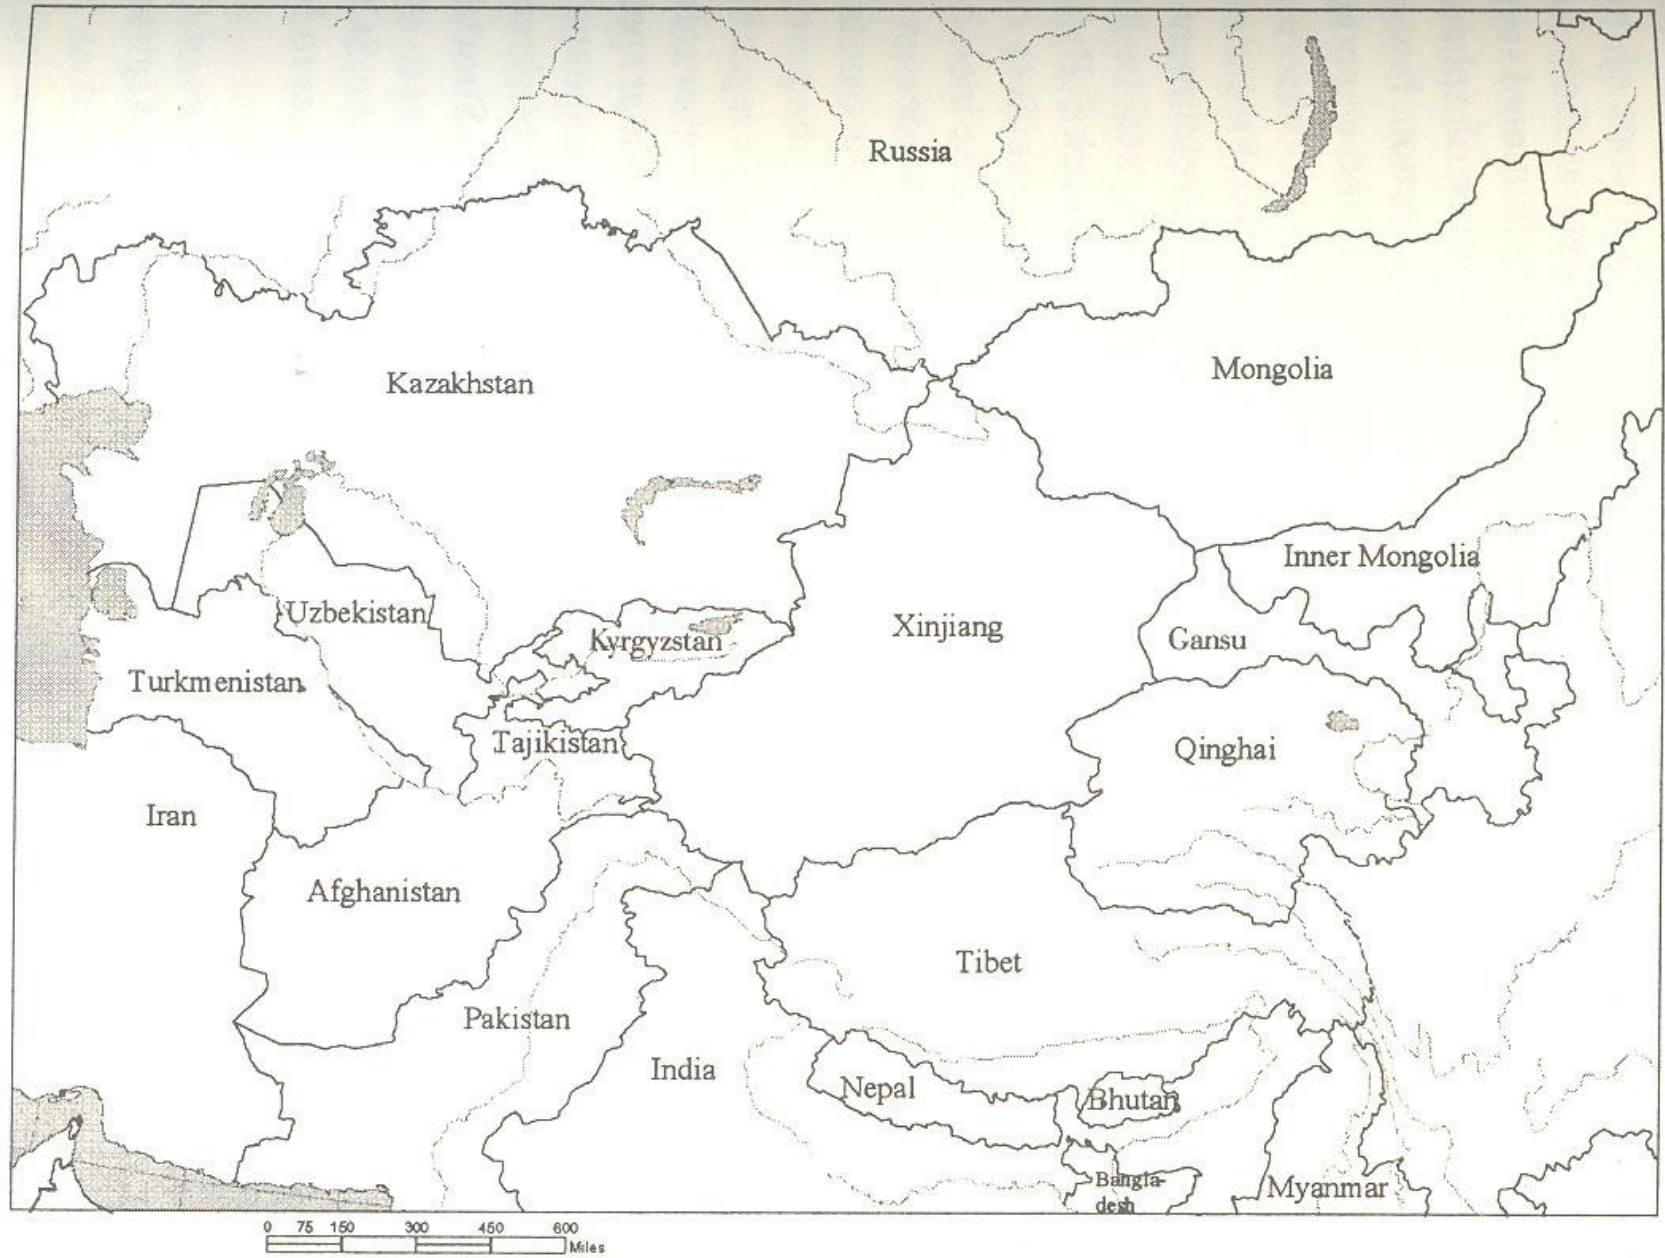 Russia
Kazakhstan
Mongolia
Inner Mongolia
Uzbekistan
Kyrgyzstan
Xinjiang
Gansu
Turkmenistan
Tajikistan
Qinghai
Iran
Afghanistan
Tibet
Pakistan
India
Nepal
Bhutan
Bangla-
desh
Myanmar
0 75 150 300 450 600
Miles